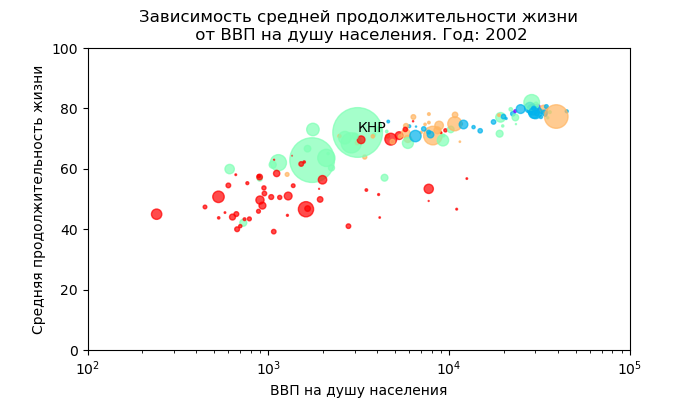 Зависимость средней продолжительности жизни
от ВВП на душу населения. Год: 2002
Средняя продолжительность жизни
100
80
60
40
20
0
КНР
10²
10³
10⁴
10⁵
ВВП на душу населения